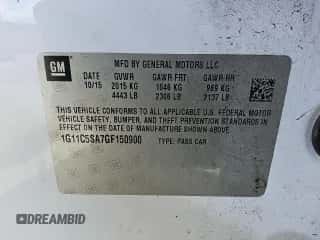 GM
MFD BY GENERAL MOTORS LLC
10/15 GVWR GAWR FRT GAWR RR
2015 KG 1046 KG 969 KG
4443 LB 2306 LB 2137 LB
THIS VEHICLE CONFORMS TO ALL APPLICABLE U.S. FEDERAL MOTOR
VEHICLE SAFETY, BUMPER, AND THEFT PREVENTION STANDARDS
IN EFFECT ON THE DATE OF MANUFACTURE SHOWN ABOVE.
1G11C5SA7GF150900 TYPE: PASS CAR
DREAMBID